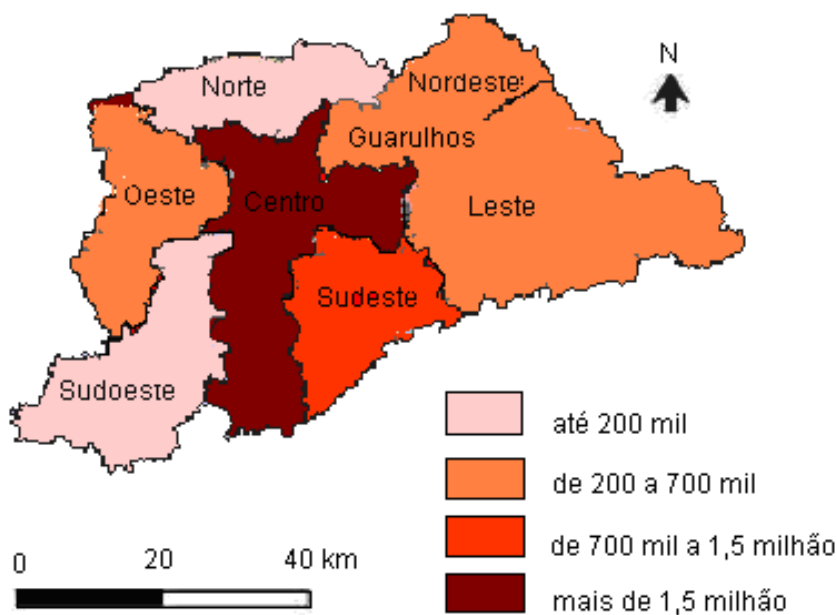 Norte
Nordeste
N
Guarulhos
Oeste
Centro
Leste
Sudeste
Sudoeste
até 200 mil
de 200 a 700 mil
de 700 mil a 1,5 milhão
mais de 1,5 milhão
0 20 40 km